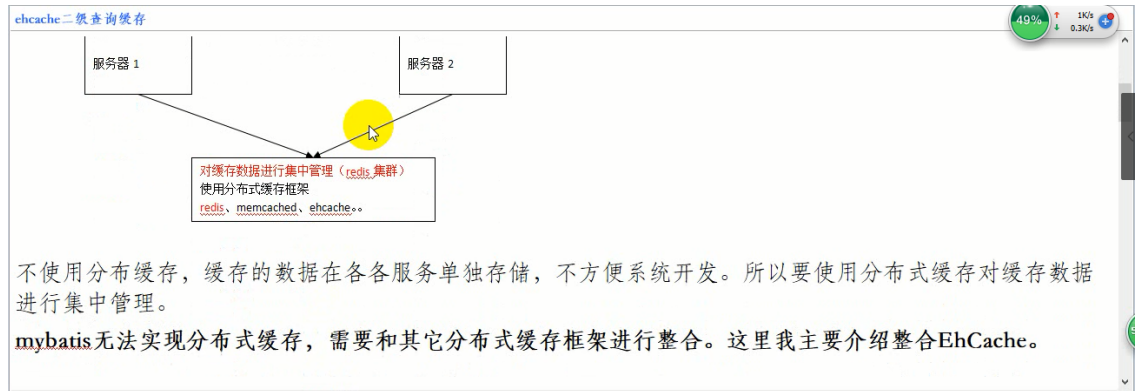 ehcache二级查询缓存
49%
1K/s
0.3K/s
服务器 1
服务器 2
对缓存数据进行集中管理（redis 集群）
使用分布式缓存框架
redis、memcached、ehcache。。
不使用分布缓存，缓存的数据在各各服务单独存储，不方便系统开发。所以要使用分布式缓存对缓存数据
进行集中管理。
mybatis无法实现分布式缓存，需要和其它分布式缓存框架进行整合。这里我主要介绍整合EhCache。